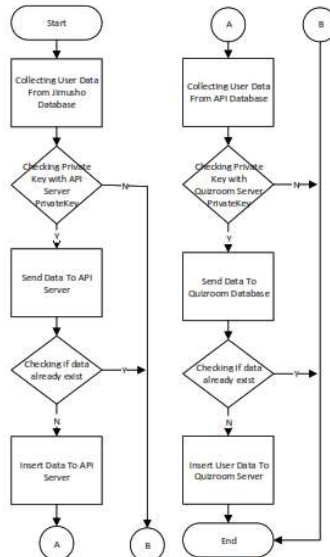 Start
Collecting User Data
From Jimusho
Database
Checking Private
Key with API
Server
PrivateKey
N
Y
Send Data To API
Server
Checking if data
already exist
Y
N
Insert Data To API
Server
A
B
A
B
Collecting User Data
From API Database
Checking Private
Key with
Quizroom Server
PrivateKey
N
Y
Send Data To
Quizroom Database
Checking if data
already exist
Y
N
Insert User Data To
Quizroom Server
End